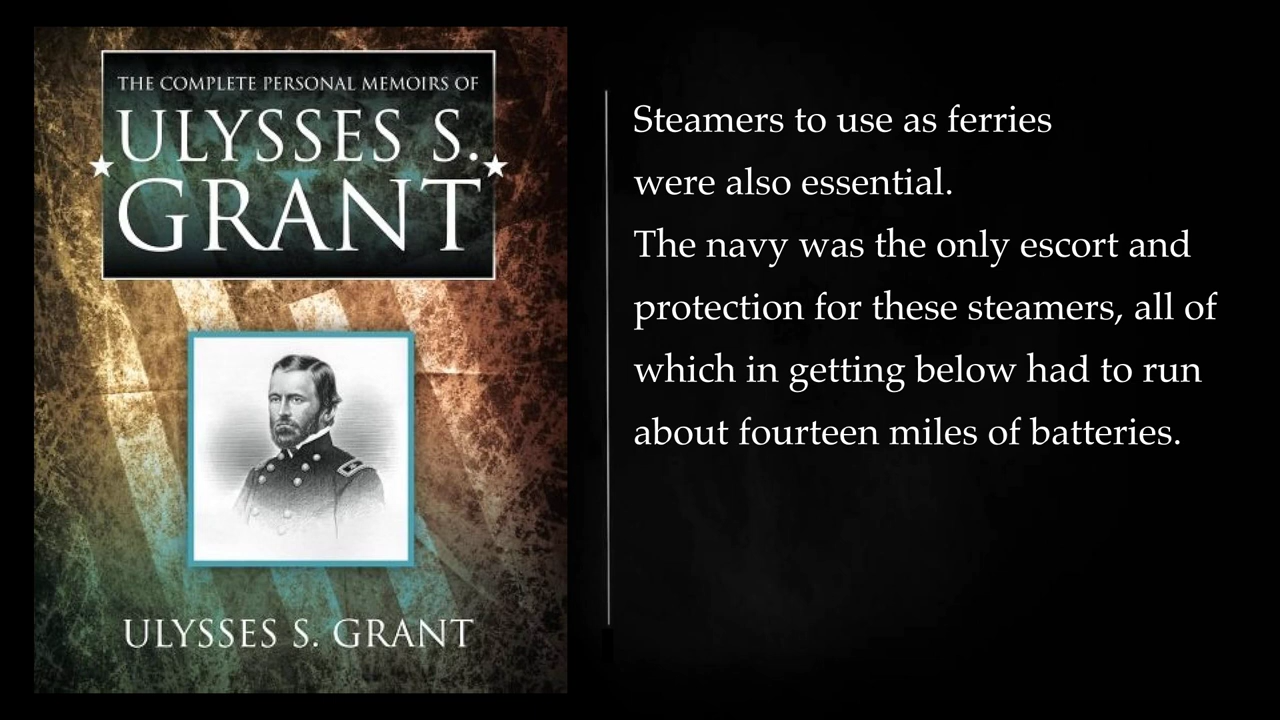 THE COMPLETE PERSONAL MEMOIRS OF
ULYSSES S.
GRANT
ULYSSES S. GRANT
Steamers to use as ferries
were also essential.
The navy was the only escort and
protection for these steamers, all of
which in getting below had to run
about fourteen miles of batteries.